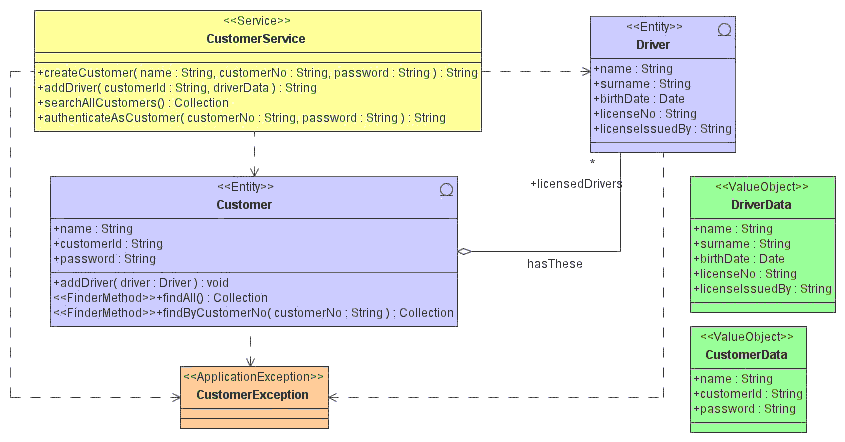 <<Service>>
CustomerService
+createCustomer( name : String, customerNo : String, password : String ) : String
+addDriver( customerId : String, driverData ) : String
+searchAllCustomers() : Collection
+authenticateAsCustomer( customerNo : String, password : String ) : String
<<Entity>>
Driver
+name : String
+surname : String
+birthDate : Date
+licenseNo : String
+licenseIssuedBy : String
*
+licensedDrivers
hasThese
<<Entity>>
Customer
+name : String
+customerId : String
+password : String
+addDriver( driver : Driver ) : void
<<FinderMethod>>+findAll() : Collection
<<FinderMethod>>+findByCustomerNo( customerNo : String ) : Collection
<<ValueObject>>
DriverData
+name : String
+surname : String
+birthDate : Date
+licenseNo : String
+licenseIssuedBy : String
<<ValueObject>>
CustomerData
+name : String
+customerId : String
+password : String
<<ApplicationException>>
CustomerException